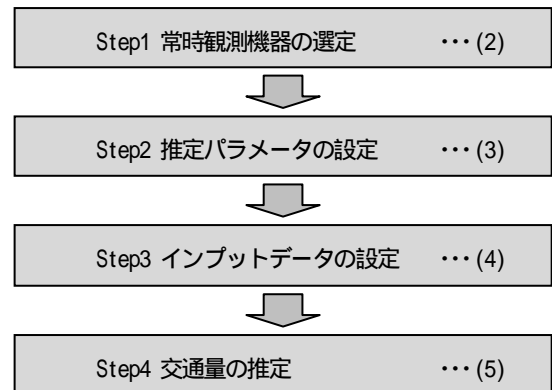 Step1 常時観測機器の選定 ・・・(2)
Step2 推定パラメータの設定 ・・・(3)
Step3 インプットデータの設定 ・・・(4)
Step4 交通量の推定 ・・・(5)